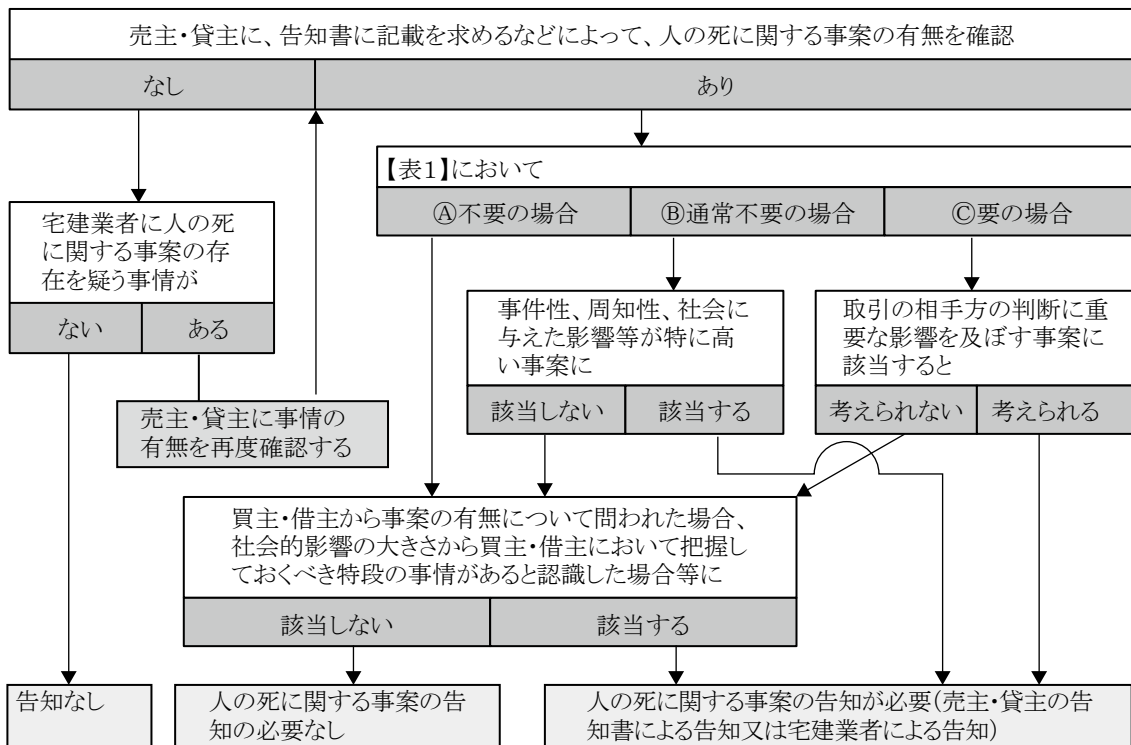 売主・貸主に、告知書に記載を求めるなどによって、人の死に関する事案の有無を確認
なし
あり
【表1】において
Ⓐ不要の場合
Ⓑ通常不要の場合
Ⓒ要の場合
宅建業者に人の死
に関する事案の存
在を疑う事情が
ない
ある
事件性、周知性、社会に
与えた影響等が特に高
い事案に
該当しない
該当する
取引の相手方の判断に重
要な影響を及ぼす事案に
該当すると
考えられない
考えられる
売主・貸主に事情の
有無を再度確認する
買主・借主から事案の有無について問われた場合、
社会的影響の大きさから買主・借主において把握し
ておくべき特段の事情があると認識した場合等に
該当しない
該当する
告知なし
人の死に関する事案の告
知の必要なし
人の死に関する事案の告知が必要(売主・貸主の告
知書による告知又は宅建業者による告知)